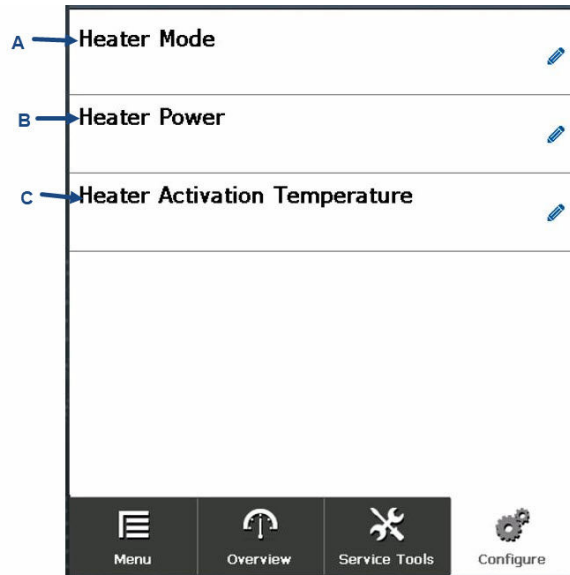 A
Heater Mode
B
Heater Power
C
Heater Activation Temperature
Menu
Overview
Service Tools
Configure